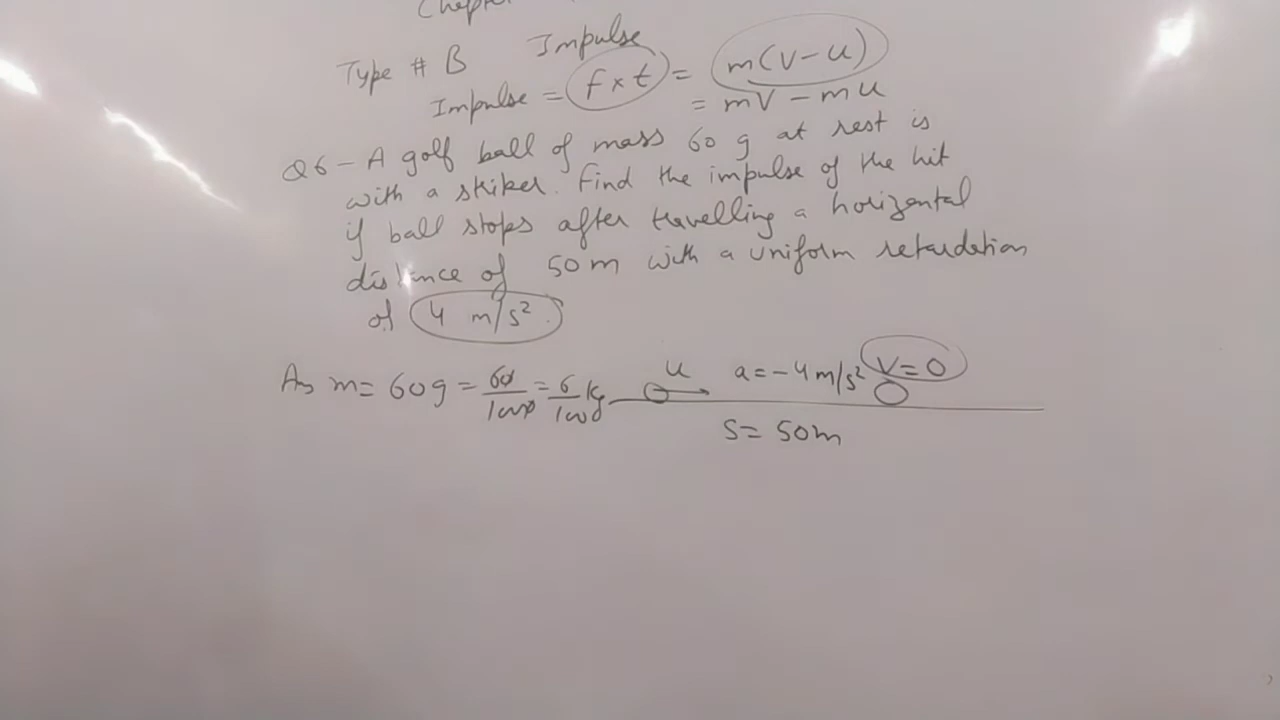 Chapter
Type # B Impulse
Impulse = f x t = m(v-u)
= mv - mu
Q6 - A golf ball of mass 60 g at rest is
with a striker. Find the impulse of the hit
if ball stops after travelling a horizontal
distance of 50 m with a uniform retardation
of 4 m/s².
As m = 60g = 60/1000 = 6/100 kg u a = -4 m/s² v = 0
S = 50m